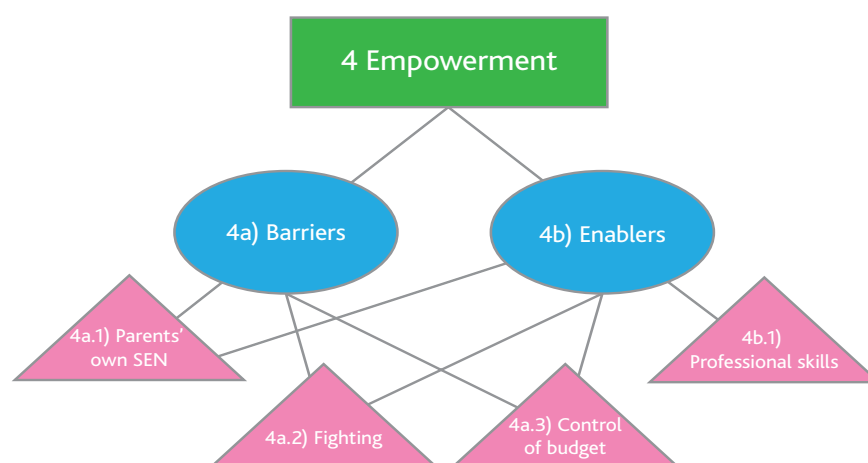 4 Empowerment
4a) Barriers
4b) Enablers
4a.1) Parents’
own SEN
4b.1)
Professional skills
4a.2) Fighting
4a.3) Control
of budget